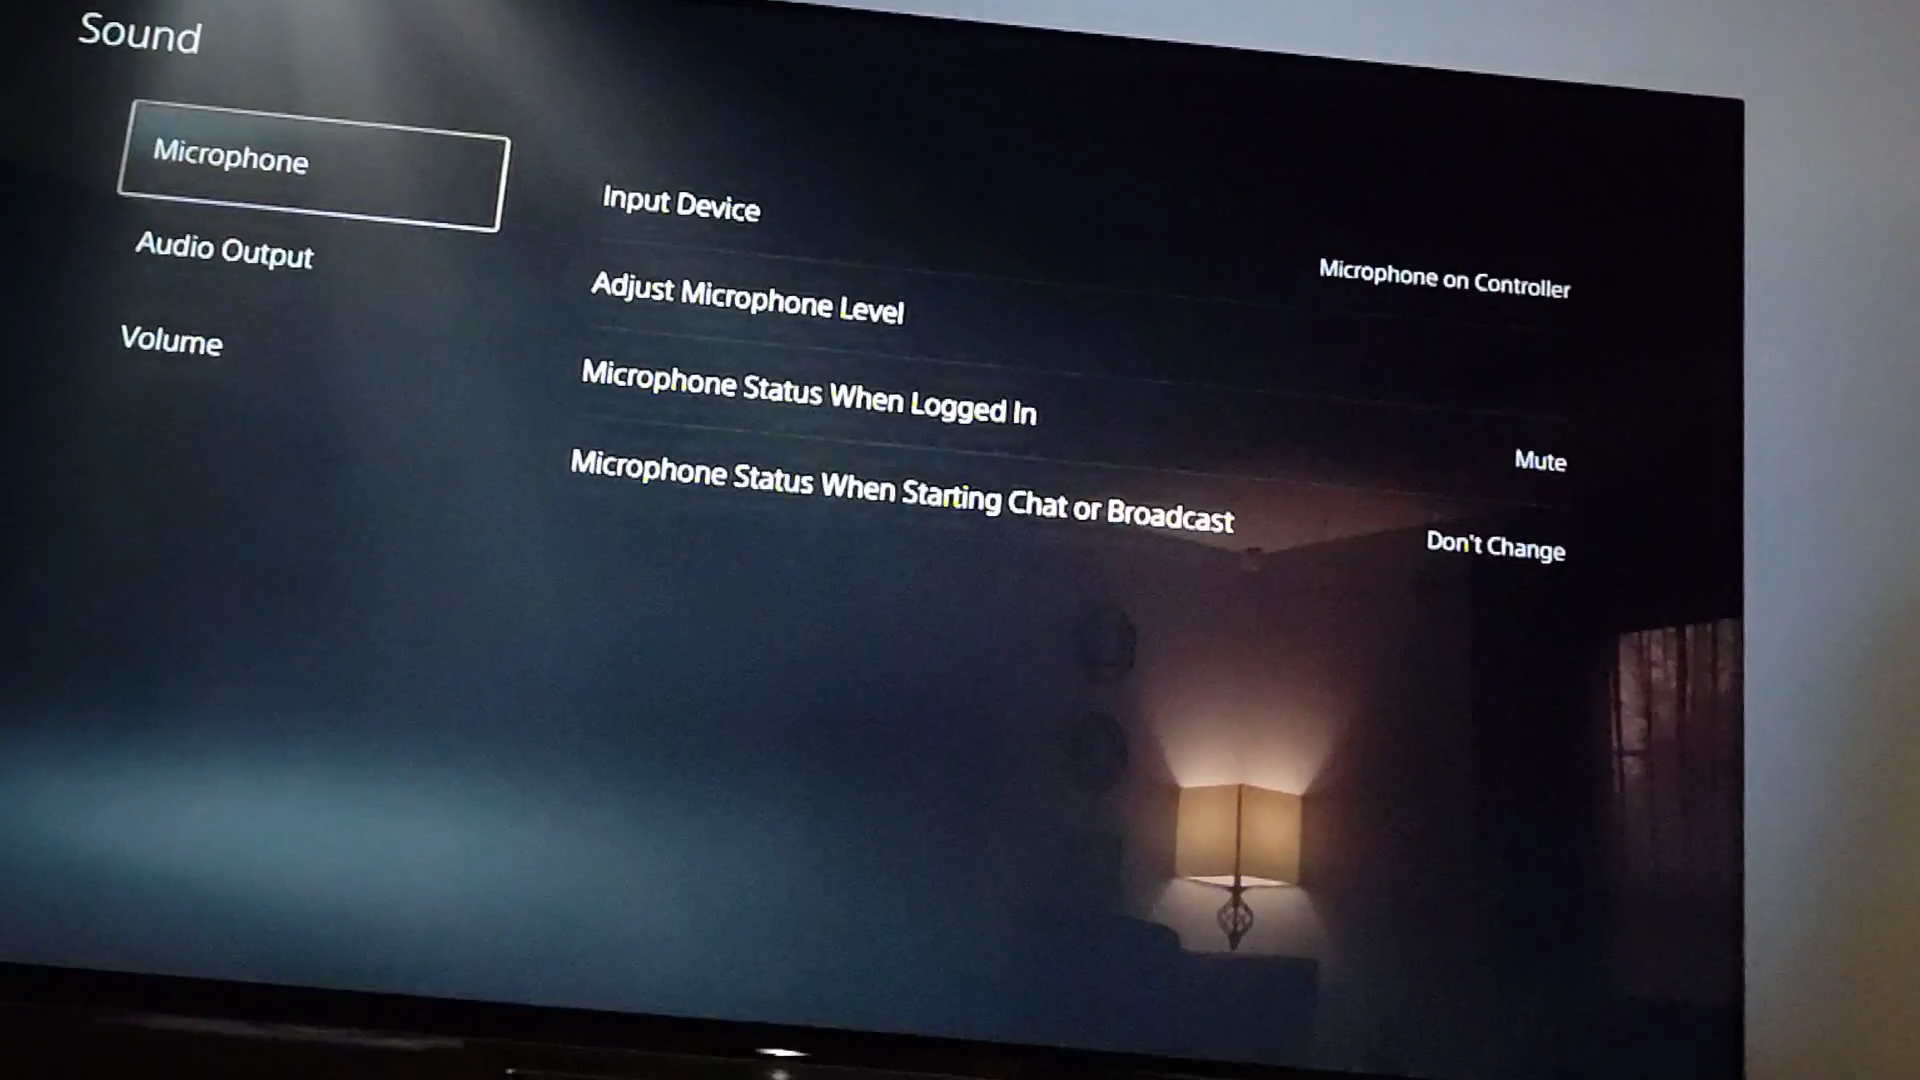 Sound
Microphone
Audio Output
Volume
Input Device
Microphone on Controller
Adjust Microphone Level
Microphone Status When Logged In
Mute
Microphone Status When Starting Chat or Broadcast
Don't Change